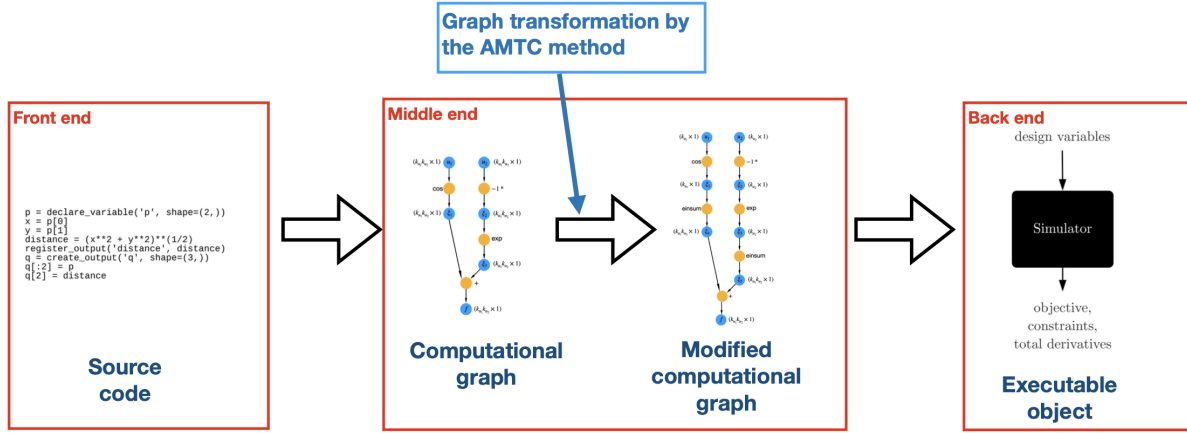 Graph transformation by
the AMTC method
Front end
p = declare_variable('p', shape=(2,))
x = p[0]
y = p[1]
distance = (x**2 + y**2)**(1/2)
register_output('distance', distance)
q = create_output('q', shape=(3,))
q[:2] = p
q[2] = distance
Source
code
Middle end
cos
−1 *
exp
+
Computational
graph
cos
−1 *
einsum
exp
einsum
+
Modified
computational
graph
Back end
design variables
Simulator
objective,
constraints,
total derivatives
Executable
object